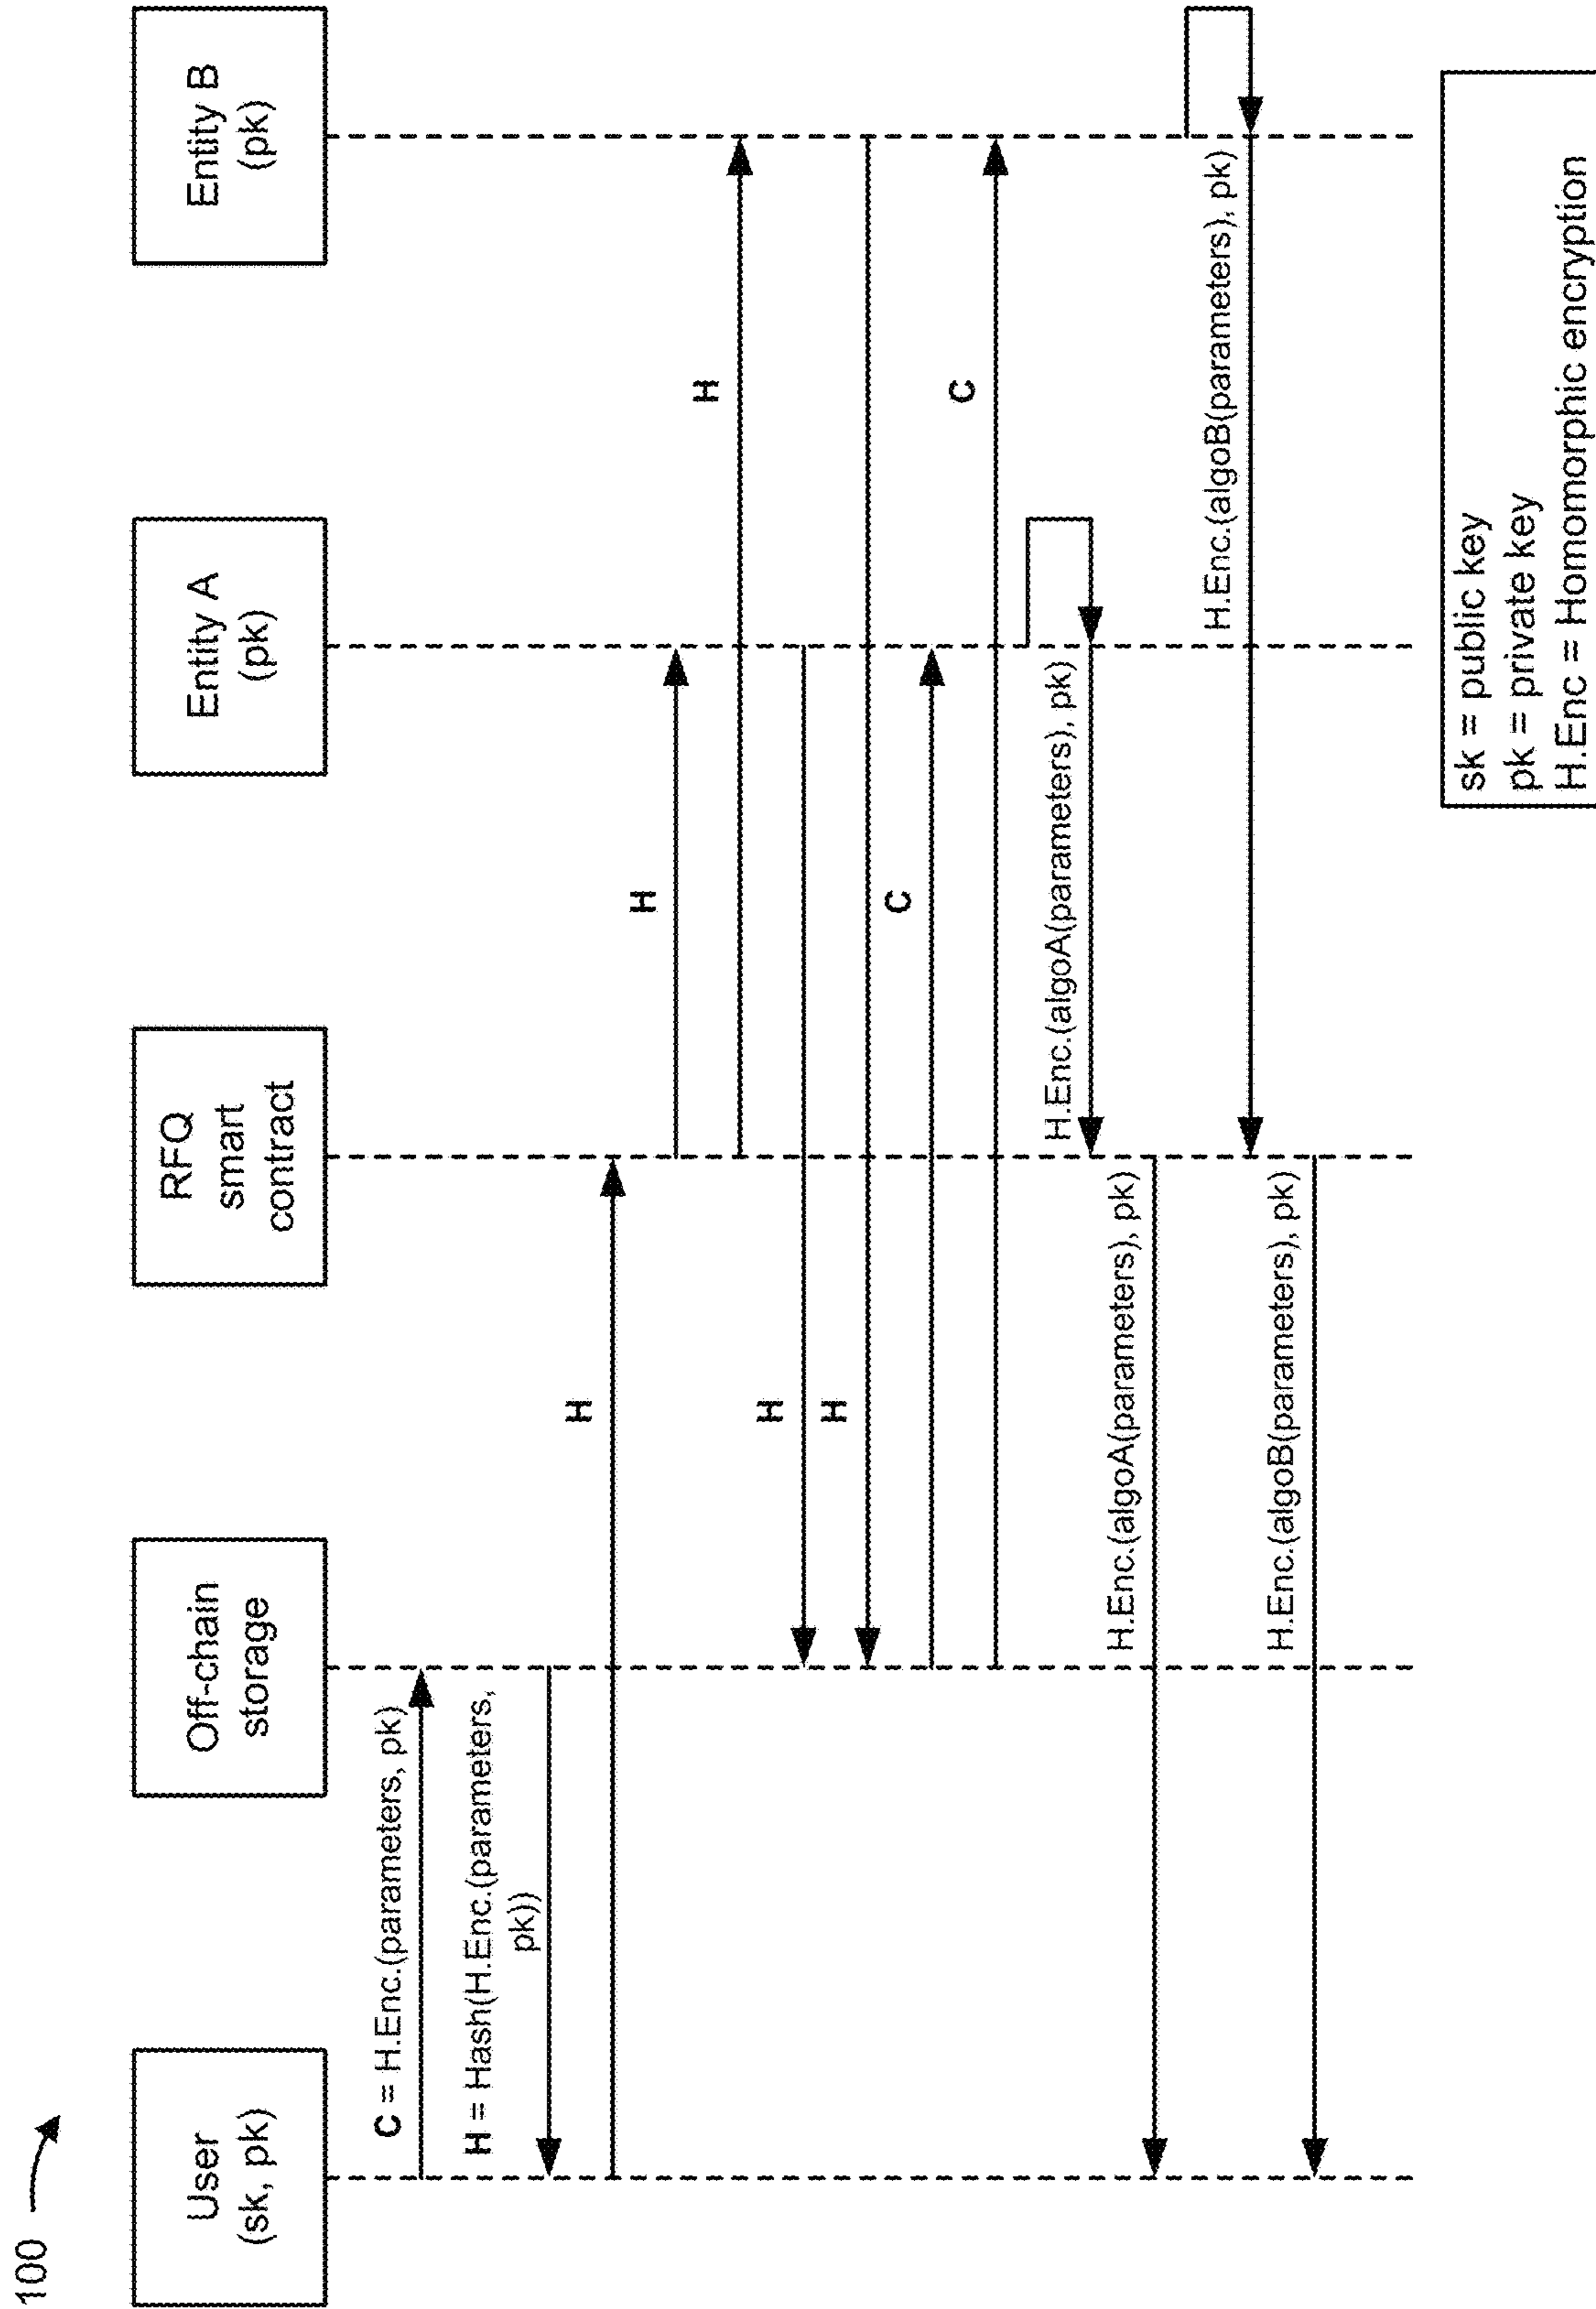 100
User
(sk, pk)
Off-chain
storage
RFQ
smart
contract
Entity A
(pk)
Entity B
(pk)
C = H.Enc.(parameters, pk)
H = Hash(H.Enc.(parameters,
pk))
H
H
H
H
H
C
C
H.Enc.(algoA(parameters), pk)
H.Enc.(algoA(parameters), pk)
H.Enc.(algoB(parameters), pk)
H.Enc.(algoB(parameters), pk)
sk = public key
pk = private key
H.Enc = Homomorphic encryption